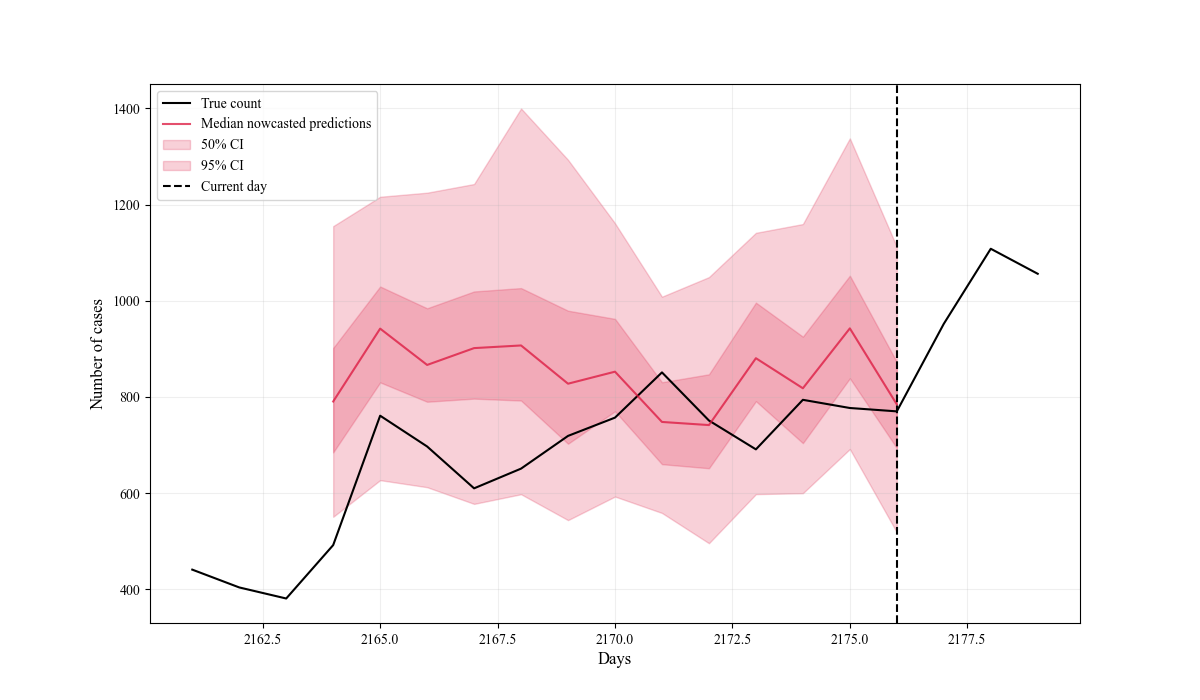 True count
Median nowcasted predictions
50% CI
95% CI
Current day
Number of cases
1400
1200
1000
800
600
400
2162.5 2165.0 2167.5 2170.0 2172.5 2175.0 2177.5
Days